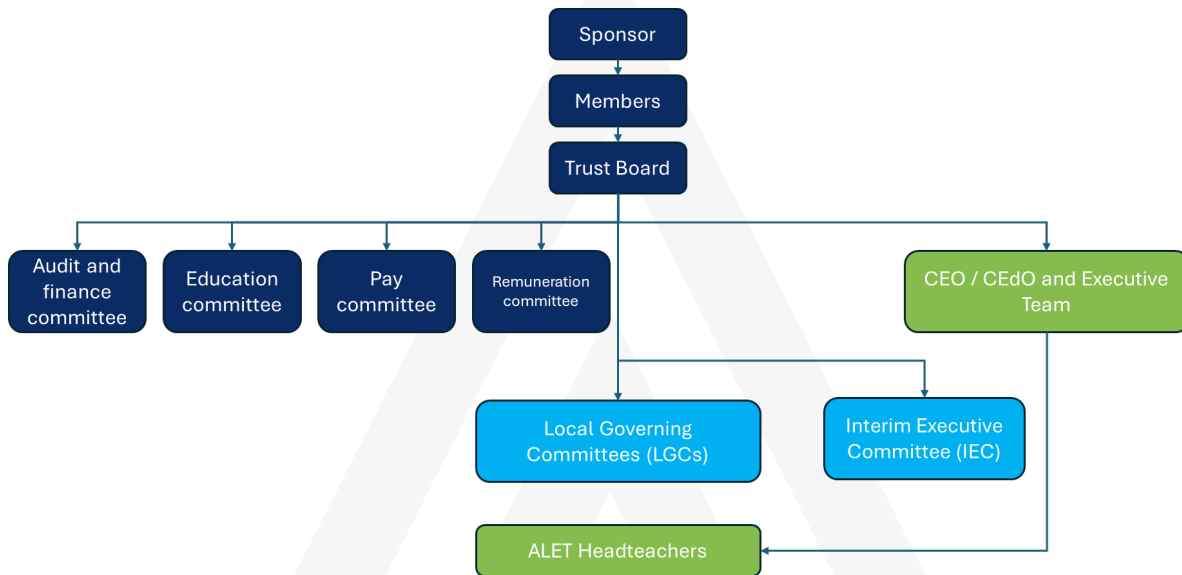 Sponsor
Members
Trust Board
Audit and
finance
committee
Education
committee
Pay
committee
Remuneration
committee
CEO / CEdO and Executive
Team
Local Governing
Committees (LGCs)
Interim Executive
Committee (IEC)
ALET Headteachers